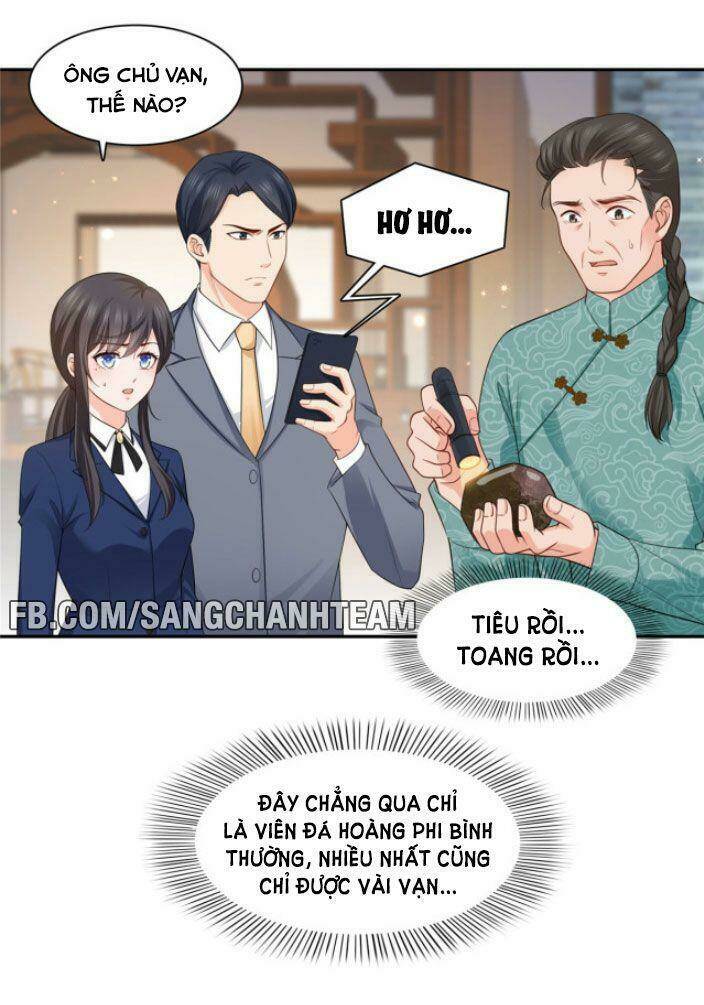 ÔNG CHỦ VẠN,
THẾ NÀO?
HƠ HƠ...
FB.COM/SANGCHANHTEAM
TIÊU RỒI...
TOANG RỒI...
ĐÂY CHẲNG QUA CHỈ
LÀ VIÊN ĐÁ HOÀNG PHI BÌNH
THƯỜNG, NHIỀU NHẤT CŨNG
CHỈ ĐƯỢC VÀI VẠN...